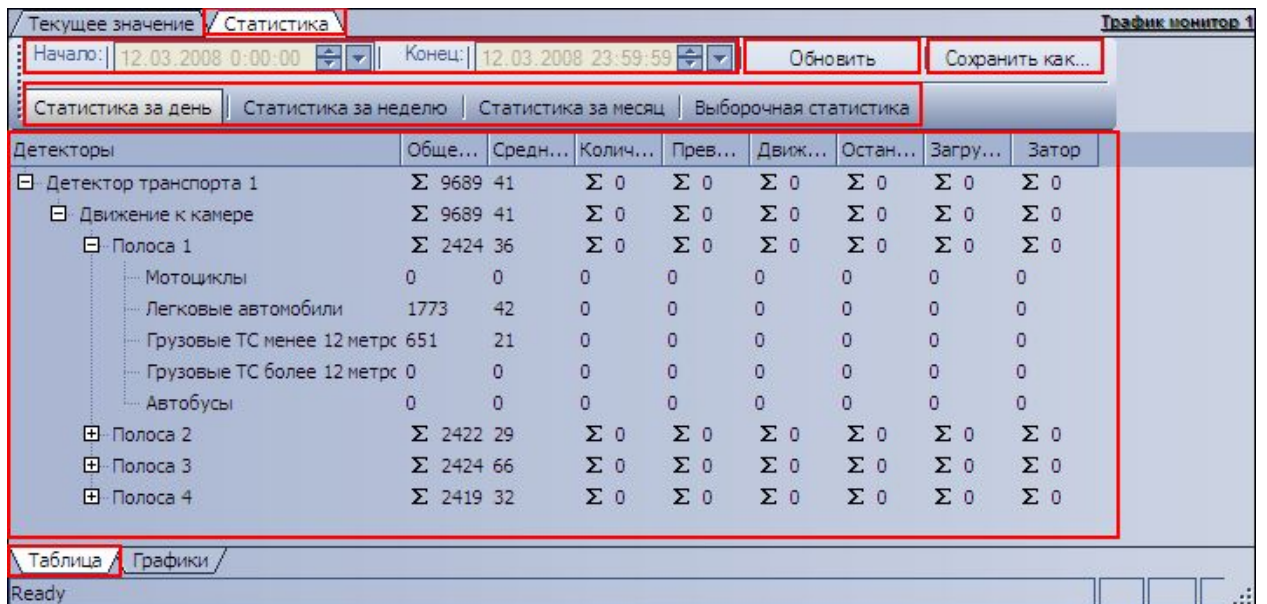 Текущее значение Статистика Трафик монитор 1
Начало: 12.03.2008 0:00:00 Конец: 12.03.2008 23:59:59 Обновить Сохранить как...
Статистика за день Статистика за неделю Статистика за месяц Выборочная статистика
Детекторы Обще... Средн... Колич... Прев... Движ... Остан... Загру... Затор
Детектор транспорта 1 Σ 9689 41 Σ 0 Σ 0 Σ 0 Σ 0 Σ 0 Σ 0
Движение к камере Σ 9689 41 Σ 0 Σ 0 Σ 0 Σ 0 Σ 0 Σ 0
Полоса 1 Σ 2424 36 Σ 0 Σ 0 Σ 0 Σ 0 Σ 0 Σ 0
Мотоциклы 0 0 0 0 0 0 0 0
Легковые автомобили 1773 42 0 0 0 0 0 0
Грузовые ТС менее 12 метрс 651 21 0 0 0 0 0 0
Грузовые ТС более 12 метрс 0 0 0 0 0 0 0 0
Автобусы 0 0 0 0 0 0 0 0
Полоса 2 Σ 2422 29 Σ 0 Σ 0 Σ 0 Σ 0 Σ 0 Σ 0
Полоса 3 Σ 2424 66 Σ 0 Σ 0 Σ 0 Σ 0 Σ 0 Σ 0
Полоса 4 Σ 2419 32 Σ 0 Σ 0 Σ 0 Σ 0 Σ 0 Σ 0
Таблица Графики
Ready